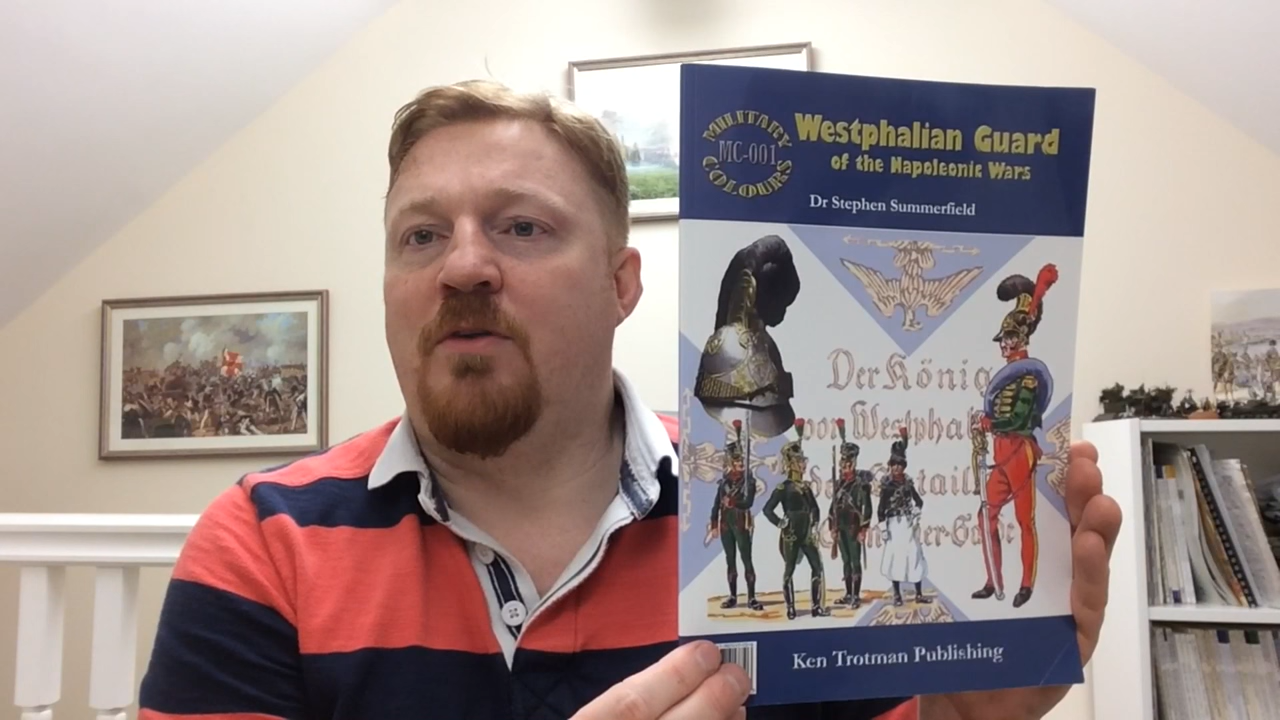 MILITARY
MC-001
COLOURS
Westphalian Guard
of the Napoleonic Wars
Dr Stephen Summerfield
Der König
von Westphal
Ken Trotman Publishing